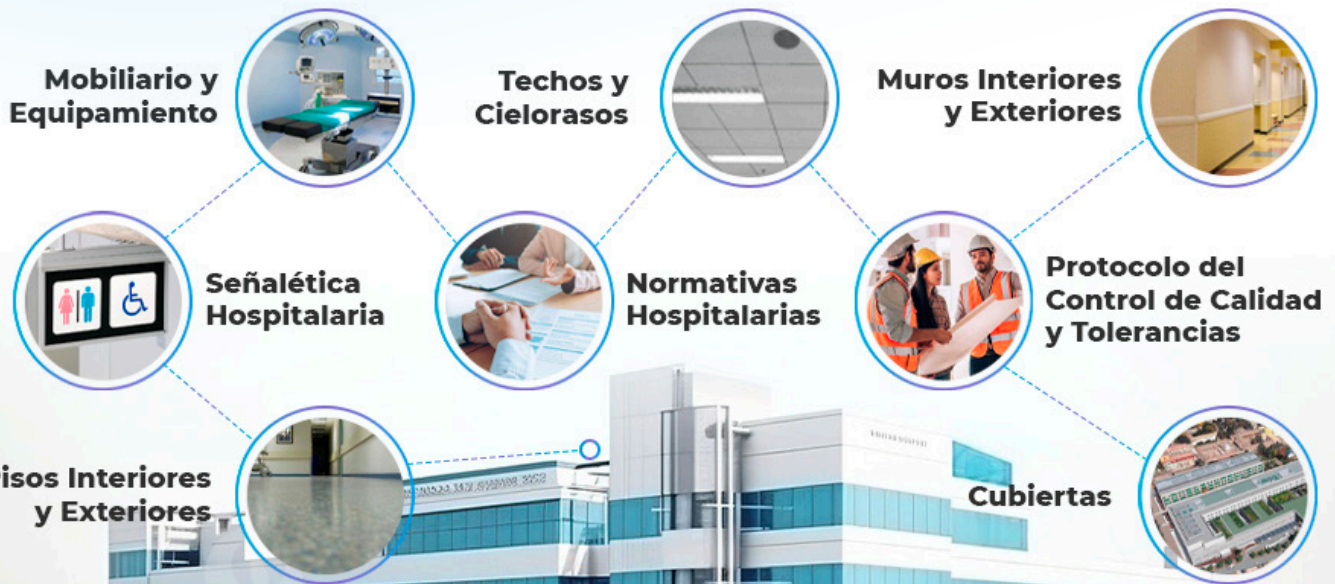 Mobiliario y
Equipamiento
Techos y
Cielorasos
Muros Interiores
y Exteriores
Señalética
Hospitalaria
Normativas
Hospitalarias
Protocolo del
Control de Calidad
y Tolerancias
isos Interiores
y Exteriores
Cubiertas